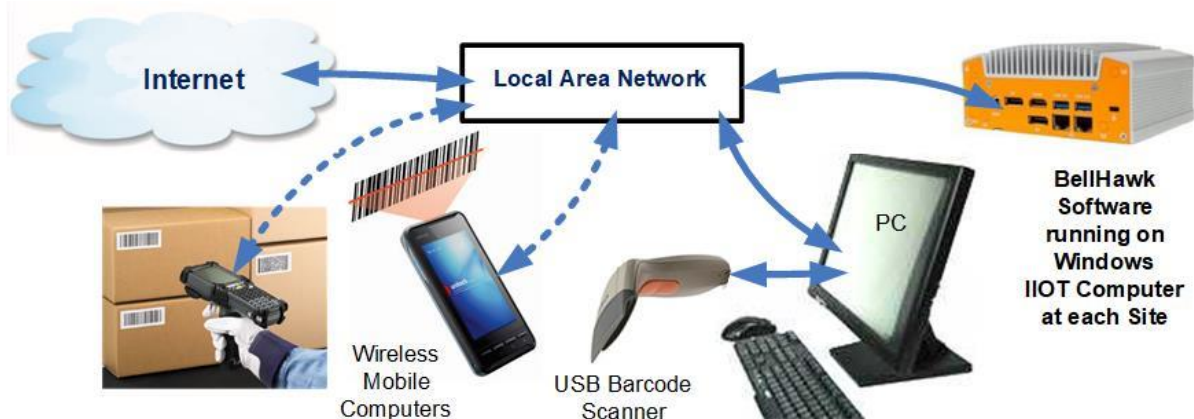 Internet
Local Area Network
PC
BellHawk
Software
running on
Windows
IIOT Computer
at each Site
Wireless
Mobile
Computers
USB Barcode
Scanner